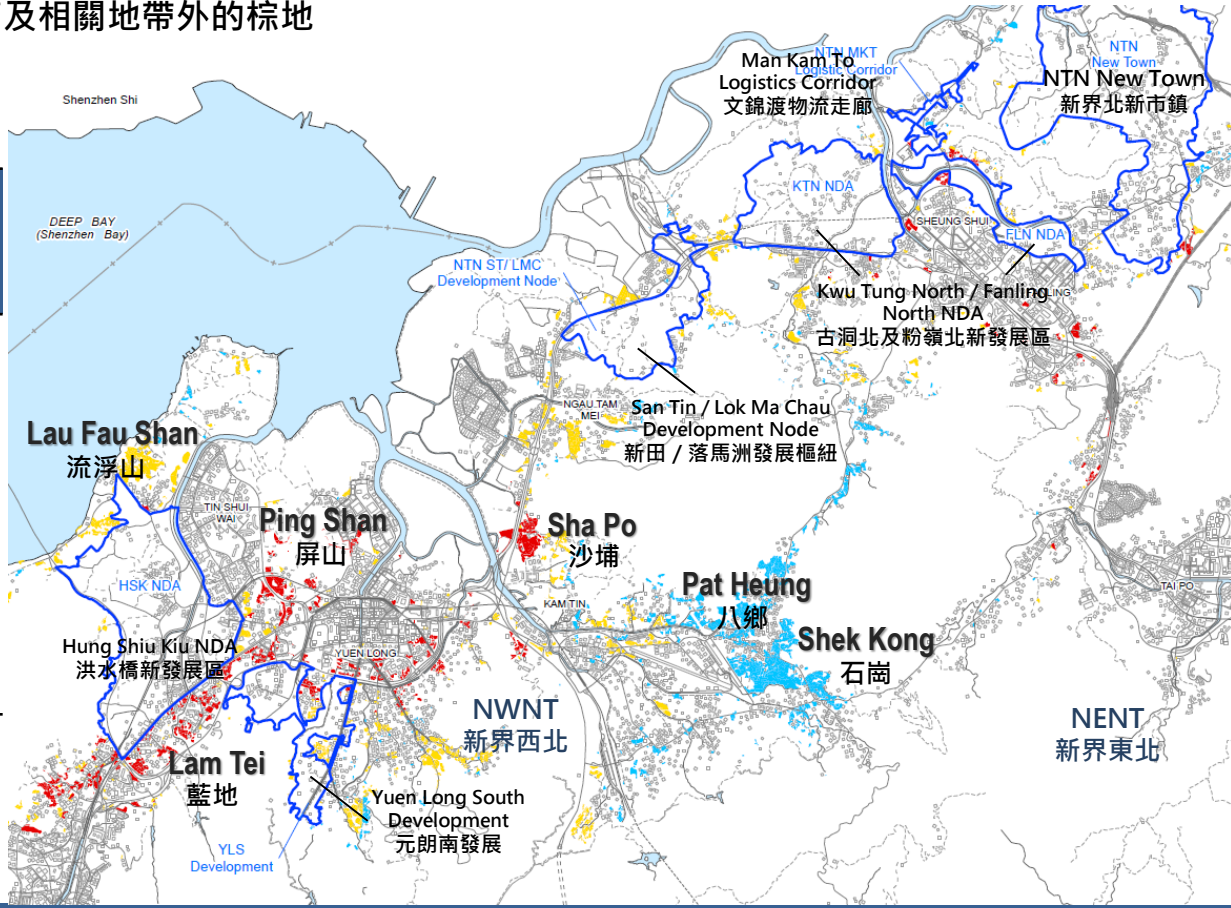 及相關地帶外的棕地
Shenzhen Shi
DEEP BAY
(Shenzhen Bay)
NTN MKT
Logistic Corridor
Man Kam To
Logistics Corridor
文錦渡物流走廊
NTN
New Town
NTN New Town
新界北新市鎮
KTN NDA
SHEUNG SHUI
FLN NDA
NTN ST/ LMC
Development Node
Kwu Tung North / Fanling
North NDA
古洞北及粉嶺北新發展區
LING
NGAU TAM
MEI
San Tin / Lok Ma Chau
Development Node
新田 / 落馬洲發展樞紐
Lau Fau Shan
流浮山
TIN SHUI
WAI
Ping Shan
屏山
Sha Po
沙埔
HSK NDA
KAM TIN
Pat Heung
八鄉
TAI PO
Shek Kong
石崗
Hung Shiu Kiu NDA
洪水橋新發展區
YUEN LONG
NWNT
新界西北
NENT
新界東北
Lam Tei
藍地
Yuen Long South
Development
元朗南發展
YLS
Development